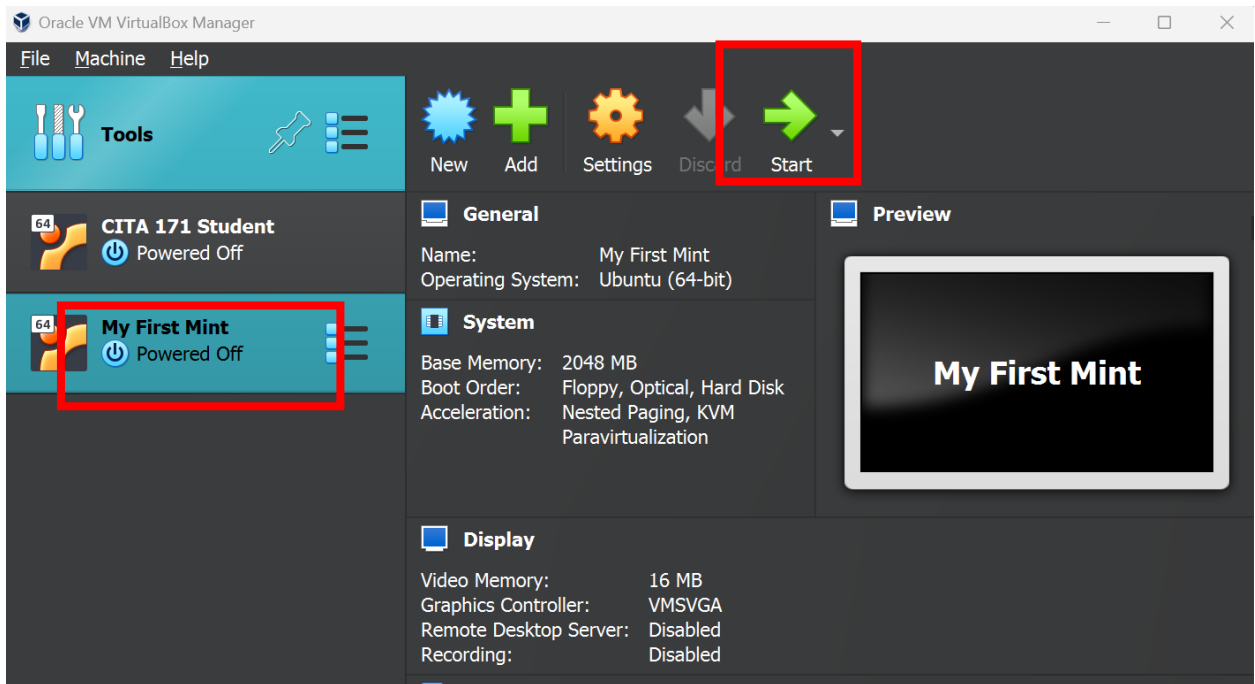 Oracle VM VirtualBox Manager
File Machine Help
Tools
New Add Settings Discard Start
64
CITA 171 Student
Powered Off
64
My First Mint
Powered Off
General
Name: My First Mint
Operating System: Ubuntu (64-bit)
System
Base Memory: 2048 MB
Boot Order: Floppy, Optical, Hard Disk
Acceleration: Nested Paging, KVM
Paravirtualization
Preview
My First Mint
Display
Video Memory: 16 MB
Graphics Controller: VMSVGA
Remote Desktop Server: Disabled
Recording: Disabled